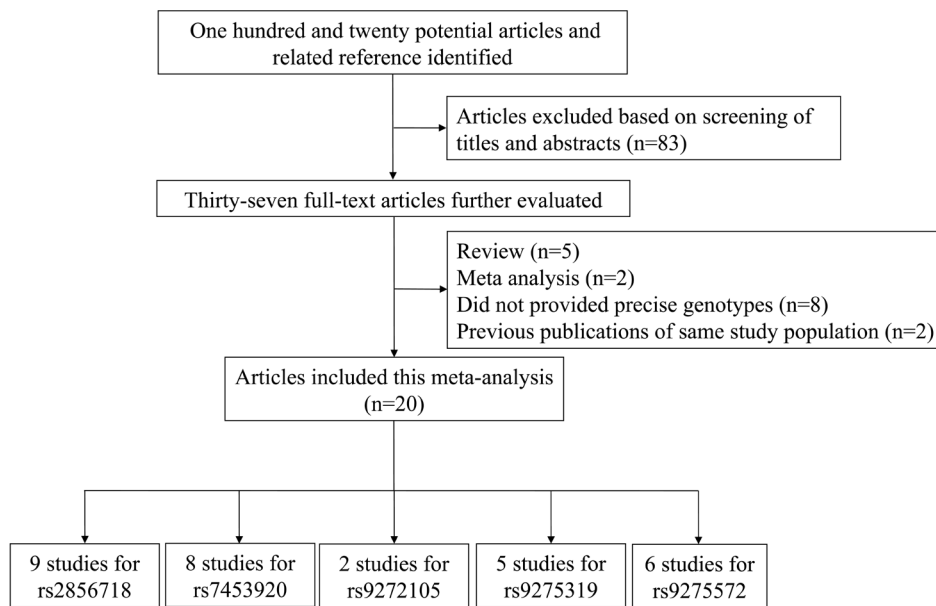 One hundred and twenty potential articles and
related reference identified
Articles excluded based on screening of
titles and abstracts (n=83)
Thirty-seven full-text articles further evaluated
Review (n=5)
Meta analysis (n=2)
Did not provided precise genotypes (n=8)
Previous publications of same study population (n=2)
Articles included this meta-analysis
(n=20)
9 studies for
rs2856718
8 studies for
rs7453920
2 studies for
rs9272105
5 studies for
rs9275319
6 studies for
rs9275572